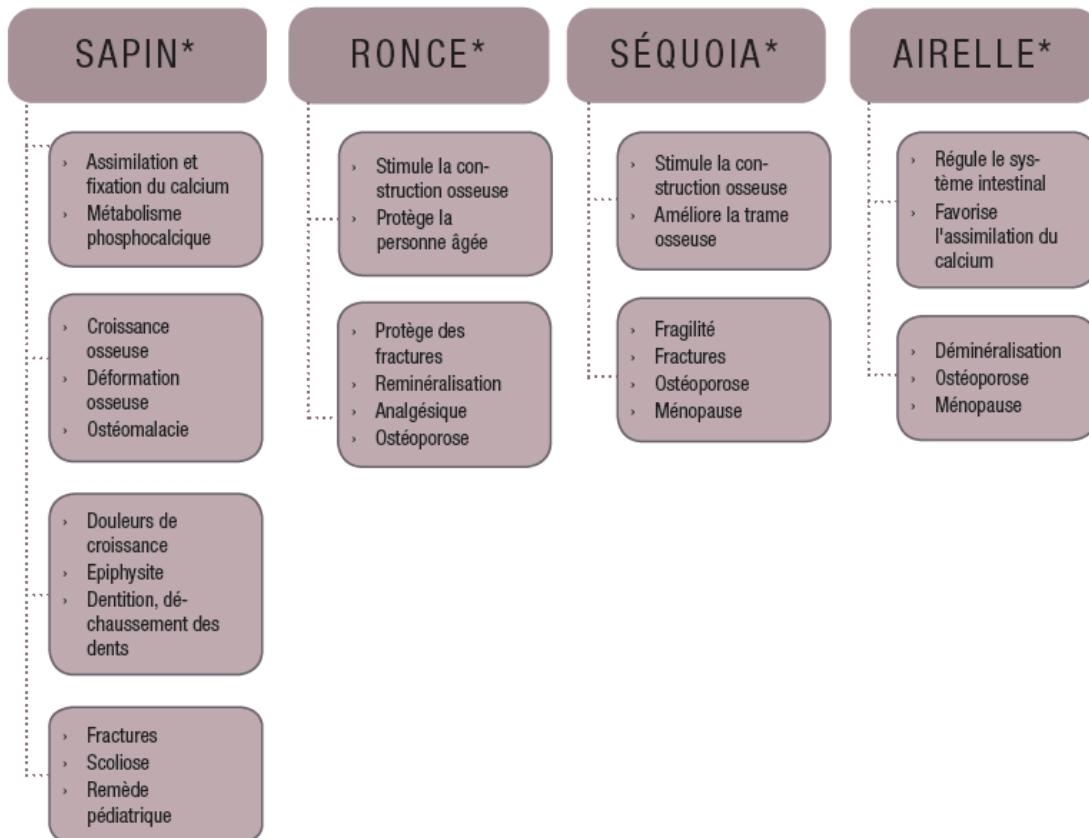 SAPIN*
› Assimilation et
fixation du calcium
› Métabolisme
phosphocalcique
› Croissance
osseuse
› Déformation
osseuse
› Ostéomalacie
› Douleurs de
croissance
› Epiphysite
› Dentition, dé-
chaussement des
dents
› Fractures
› Scoliose
› Remède
pédiatrique
RONCE*
› Stimule la con-
struction osseuse
› Protège la
personne âgée
› Protège des
fractures
› Reminéralisation
› Analgésique
› Ostéoporose
SÉQUOIA*
› Stimule la con-
struction osseuse
› Améliore la trame
osseuse
› Fragilité
› Fractures
› Ostéoporose
› Ménopause
AIRELLE*
› Régule le sys-
tème intestinal
› Favorise
l'assimilation du
calcium
› Déminéralisation
› Ostéoporose
› Ménopause